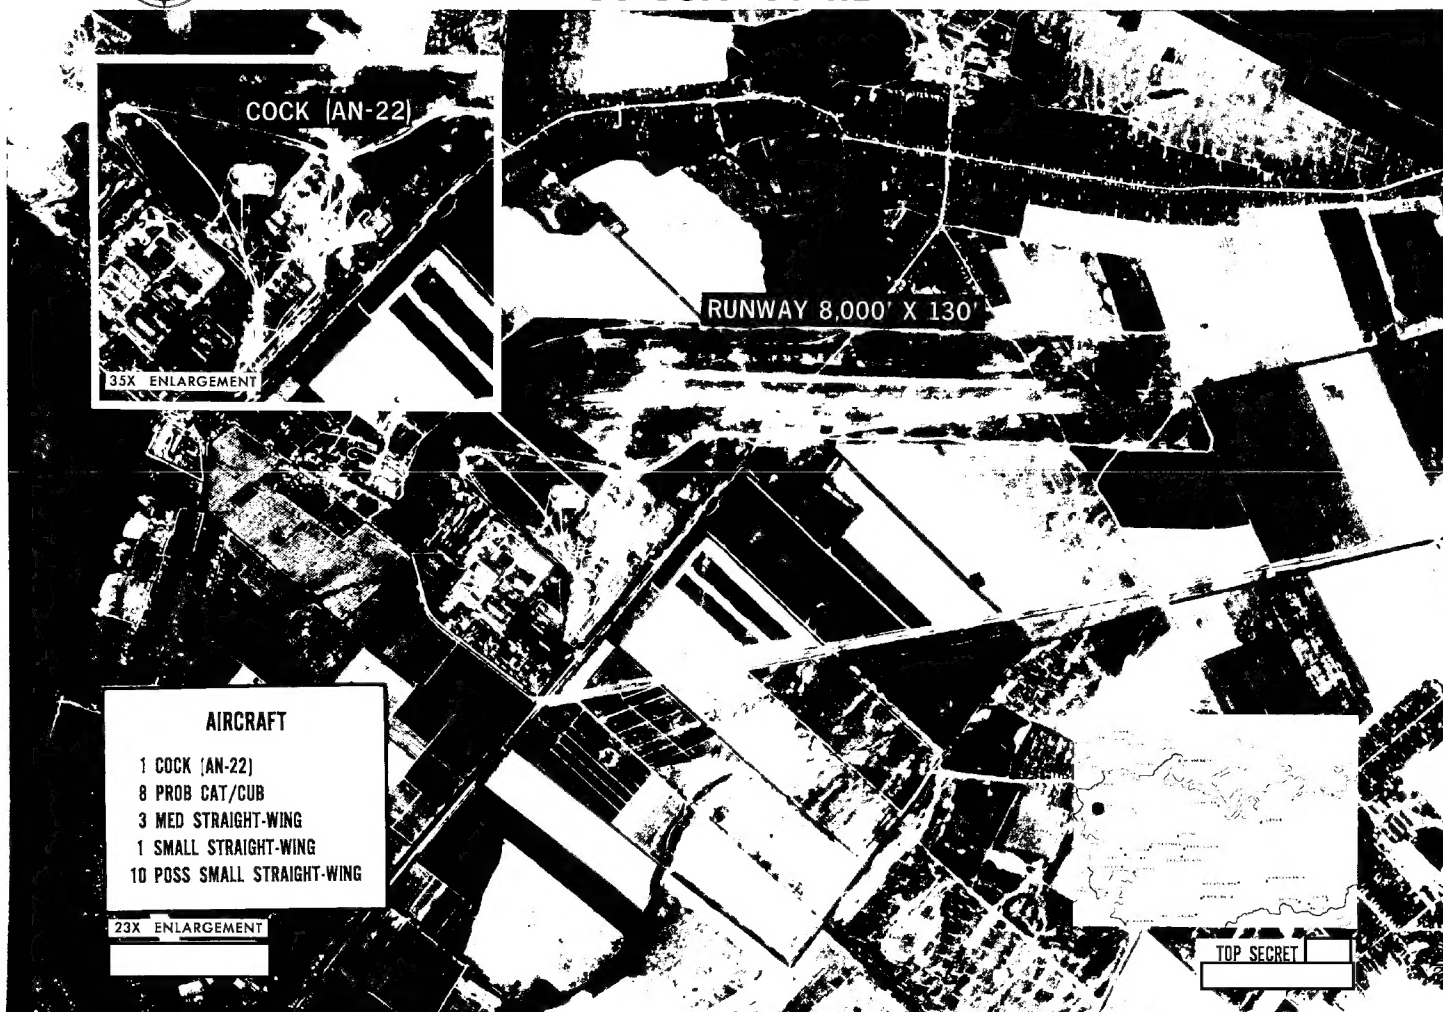 COCK (AN-22)
35X ENLARGEMENT
RUNWAY 8,000' X 130'
AIRCRAFT
1 COCK (AN-22)
8 PROB CAT/CUB
3 MED STRAIGHT-WING
1 SMALL STRAIGHT-WING
10 POSS SMALL STRAIGHT-WING
23X ENLARGEMENT
TOP SECRET